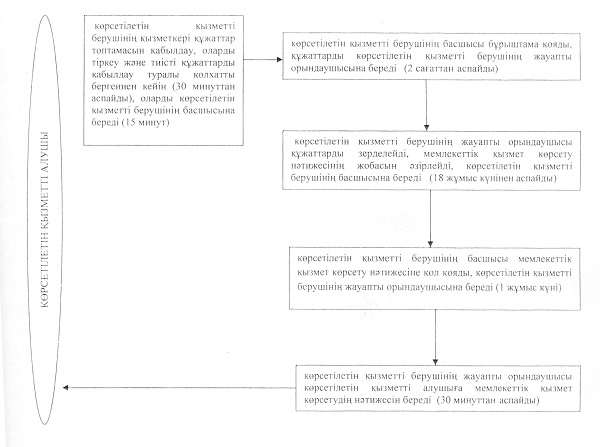 КӨРСЕТІЛЕТІН ҚЫЗМЕТТІ АЛУШЫ
көрсетілетін қызметті
берушінің қызметкері құжаттар
топтамасын қабылдау, оларды
тіркеу және тиісті құжаттарды
қабылдау туралы қолхатты
бергеннен кейін (30 минуттан
аспайды), оларды көрсетілетін
қызметті берушінің басшысына
береді (15 минут)
көрсетілетін қызметті берушінің басшысы бұрыштама қояды,
құжаттарды көрсетілетін қызметті берушінің жауапты
орындаушысына береді (2 сағаттан аспайды)
көрсетілетін қызметті берушінің жауапты орындаушысы
құжаттарды зерделейді, мемлекеттік қызмет көрсету
нәтижесінің жобасын әзірлейді, көрсетілетін қызметті
берушінің басшысына береді (18 жұмыс күнінен аспайды)
көрсетілетін қызметті берушінің басшысы мемлекеттік
қызмет көрсету нәтижесіне қол қояды, көрсетілетін қызметті
берушінің жауапты орындаушысына береді (1 жұмыс күні)
көрсетілетін қызметті берушінің жауапты орындаушысы
көрсетілетін қызметті алушыға мемлекеттік қызмет
көрсетудің нәтижесін береді (30 минуттан аспайды)